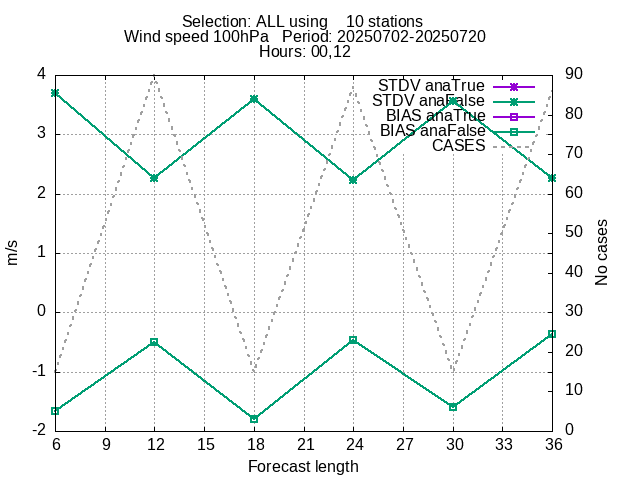 Selection: ALL using    10 stations
Wind speed 100hPa   Period: 20250702-20250720
Hours: 00,12
STDV anaTrue
STDV anaFalse
BIAS anaTrue
BIAS anaFalse
CASES
4
3
2
1
0
-1
-2
m/s
90
80
70
60
50
40
30
20
10
0
No cases
6 9 12 15 18 21 24 27 30 33 36
Forecast length